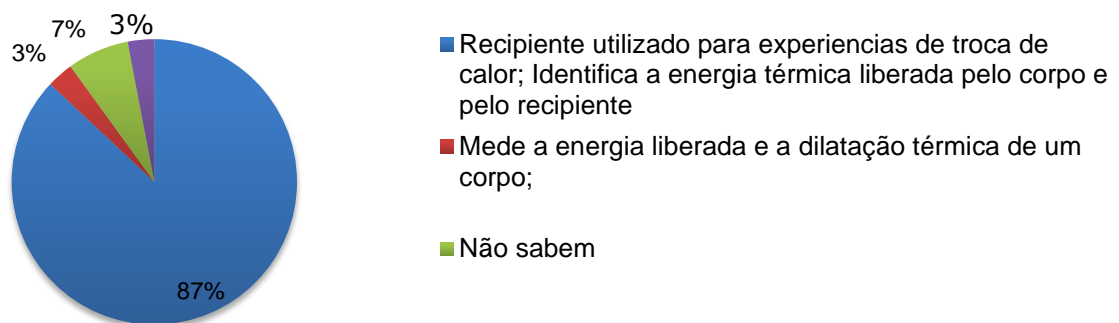 7%
3%
3%
87%
Recipiente utilizado para experiencias de troca de
calor; Identifica a energia térmica liberada pelo corpo e
pelo recipiente
Mede a energia liberada e a dilatação térmica de um
corpo;
Não sabem